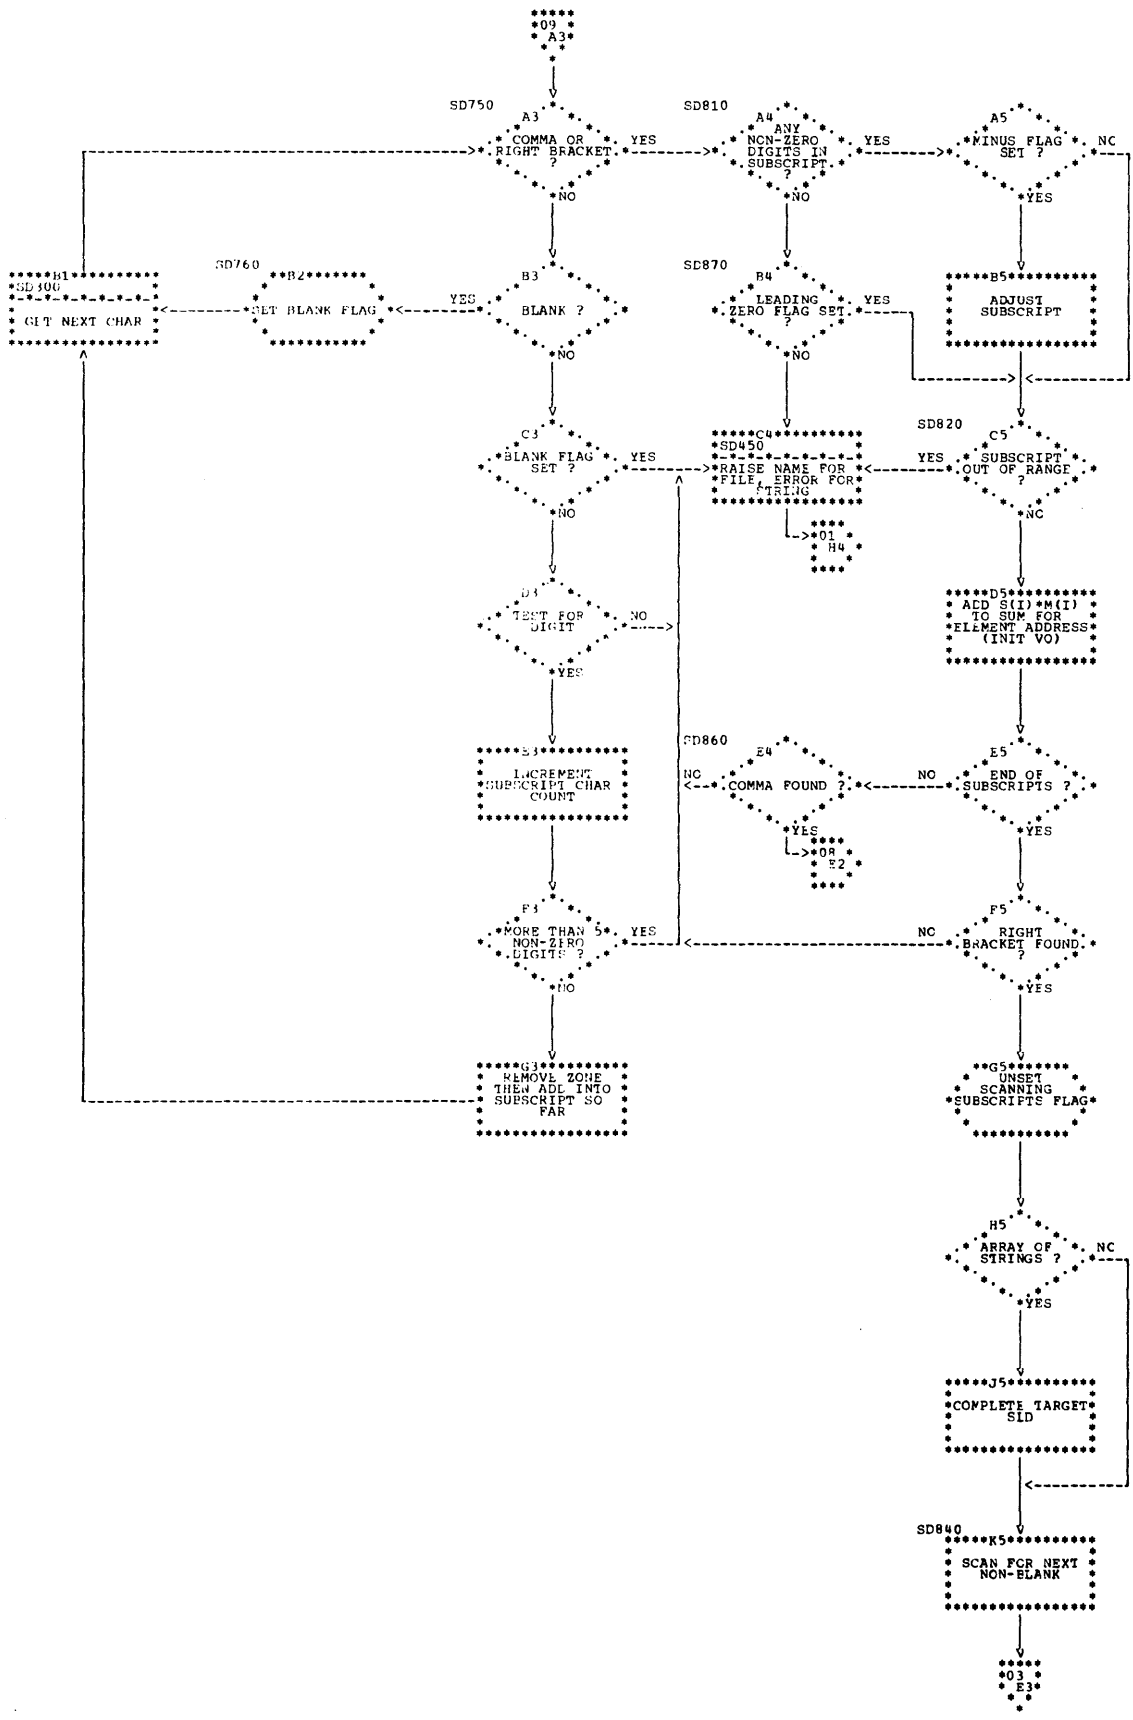 09
A3
SD750
A3
COMMA OR
RIGHT BRACKET
?
YES
NO
SD810
A4
ANY
NON-ZERO
DIGITS IN
SUBSCRIPT
?
YES
NO
A5
MINUS FLAG
SET ?
NO
YES
B1
SD300
GET NEXT CHAR
SD760
B2
SET BLANK FLAG
YES
B3
BLANK ?
NO
SD870
B4
LEADING
ZERO FLAG SET
?
YES
NO
B5
ADJUST
SUBSCRIPT
C3
BLANK FLAG
SET ?
YES
NO
C4
SD450
RAISE NAME FOR
FILE, ERROR FOR
STRING
01
H4
SD820
C5
SUBSCRIPT
OUT OF RANGE
?
YES
NO
D3
TEST FOR
DIGIT
NO
YES
D5
ADD S(I)*M(I)
TO SUM FOR
ELEMENT ADDRESS
(INIT VO)
E3
INCREMENT
SUBSCRIPT CHAR
COUNT
SD860
E4
COMMA FOUND ?
NO
YES
08
E2
E5
END OF
SUBSCRIPTS ?
NO
YES
F3
MORE THAN 5
NON-ZERO
DIGITS ?
YES
NO
F5
RIGHT
BRACKET FOUND
?
NO
YES
G3
REMOVE ZONE
THEN ADD INTO
SUBSCRIPT SO
FAR
G5
UNSET
SCANNING
SUBSCRIPTS FLAG
H5
ARRAY OF
STRINGS ?
NO
YES
J5
COMPLETE TARGET
SLD
SD840
K5
SCAN FOR NEXT
NON-BLANK
03
E3